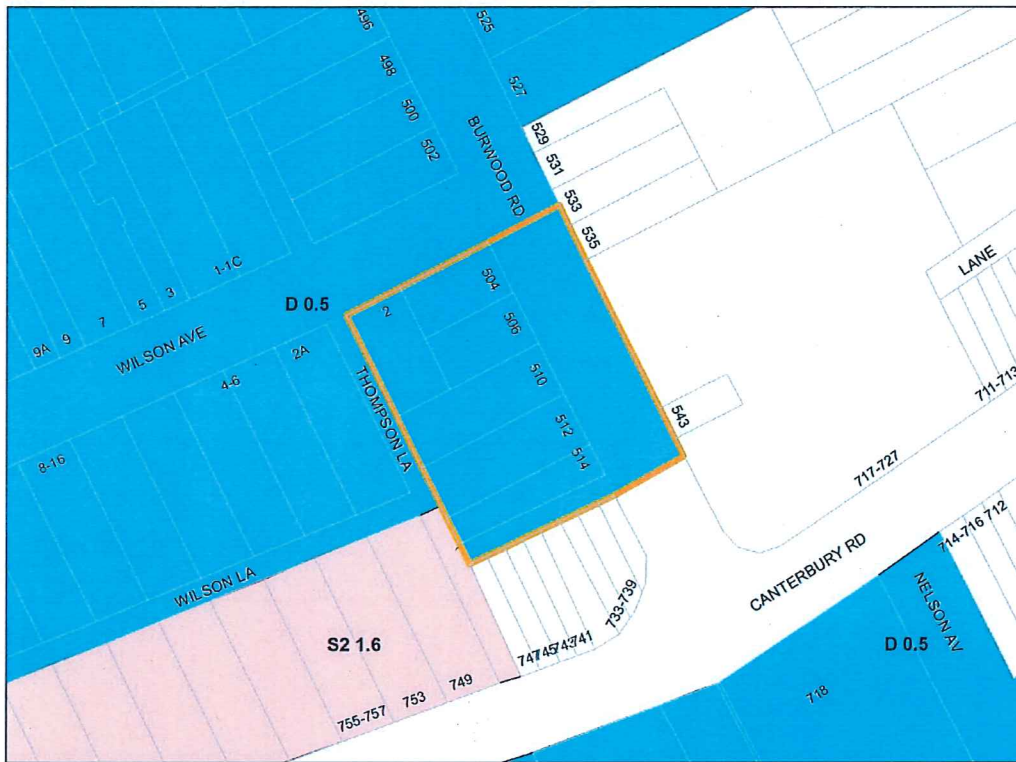 496
498
500
502
525
527
BURWOOD RD
529
531
533
535
LANE
1-1C
3
5
7
9
9A
D 0.5
WILSON AVE
2
504
506
510
512
514
2A
4-6
8-16
THOMPSON LA
543
711-713
717-727
CANTERBURY RD
712
714-716
NELSON AV
D 0.5
718
WILSON LA
S2 1.6
733-739
741
743
745
747
749
753
755-757